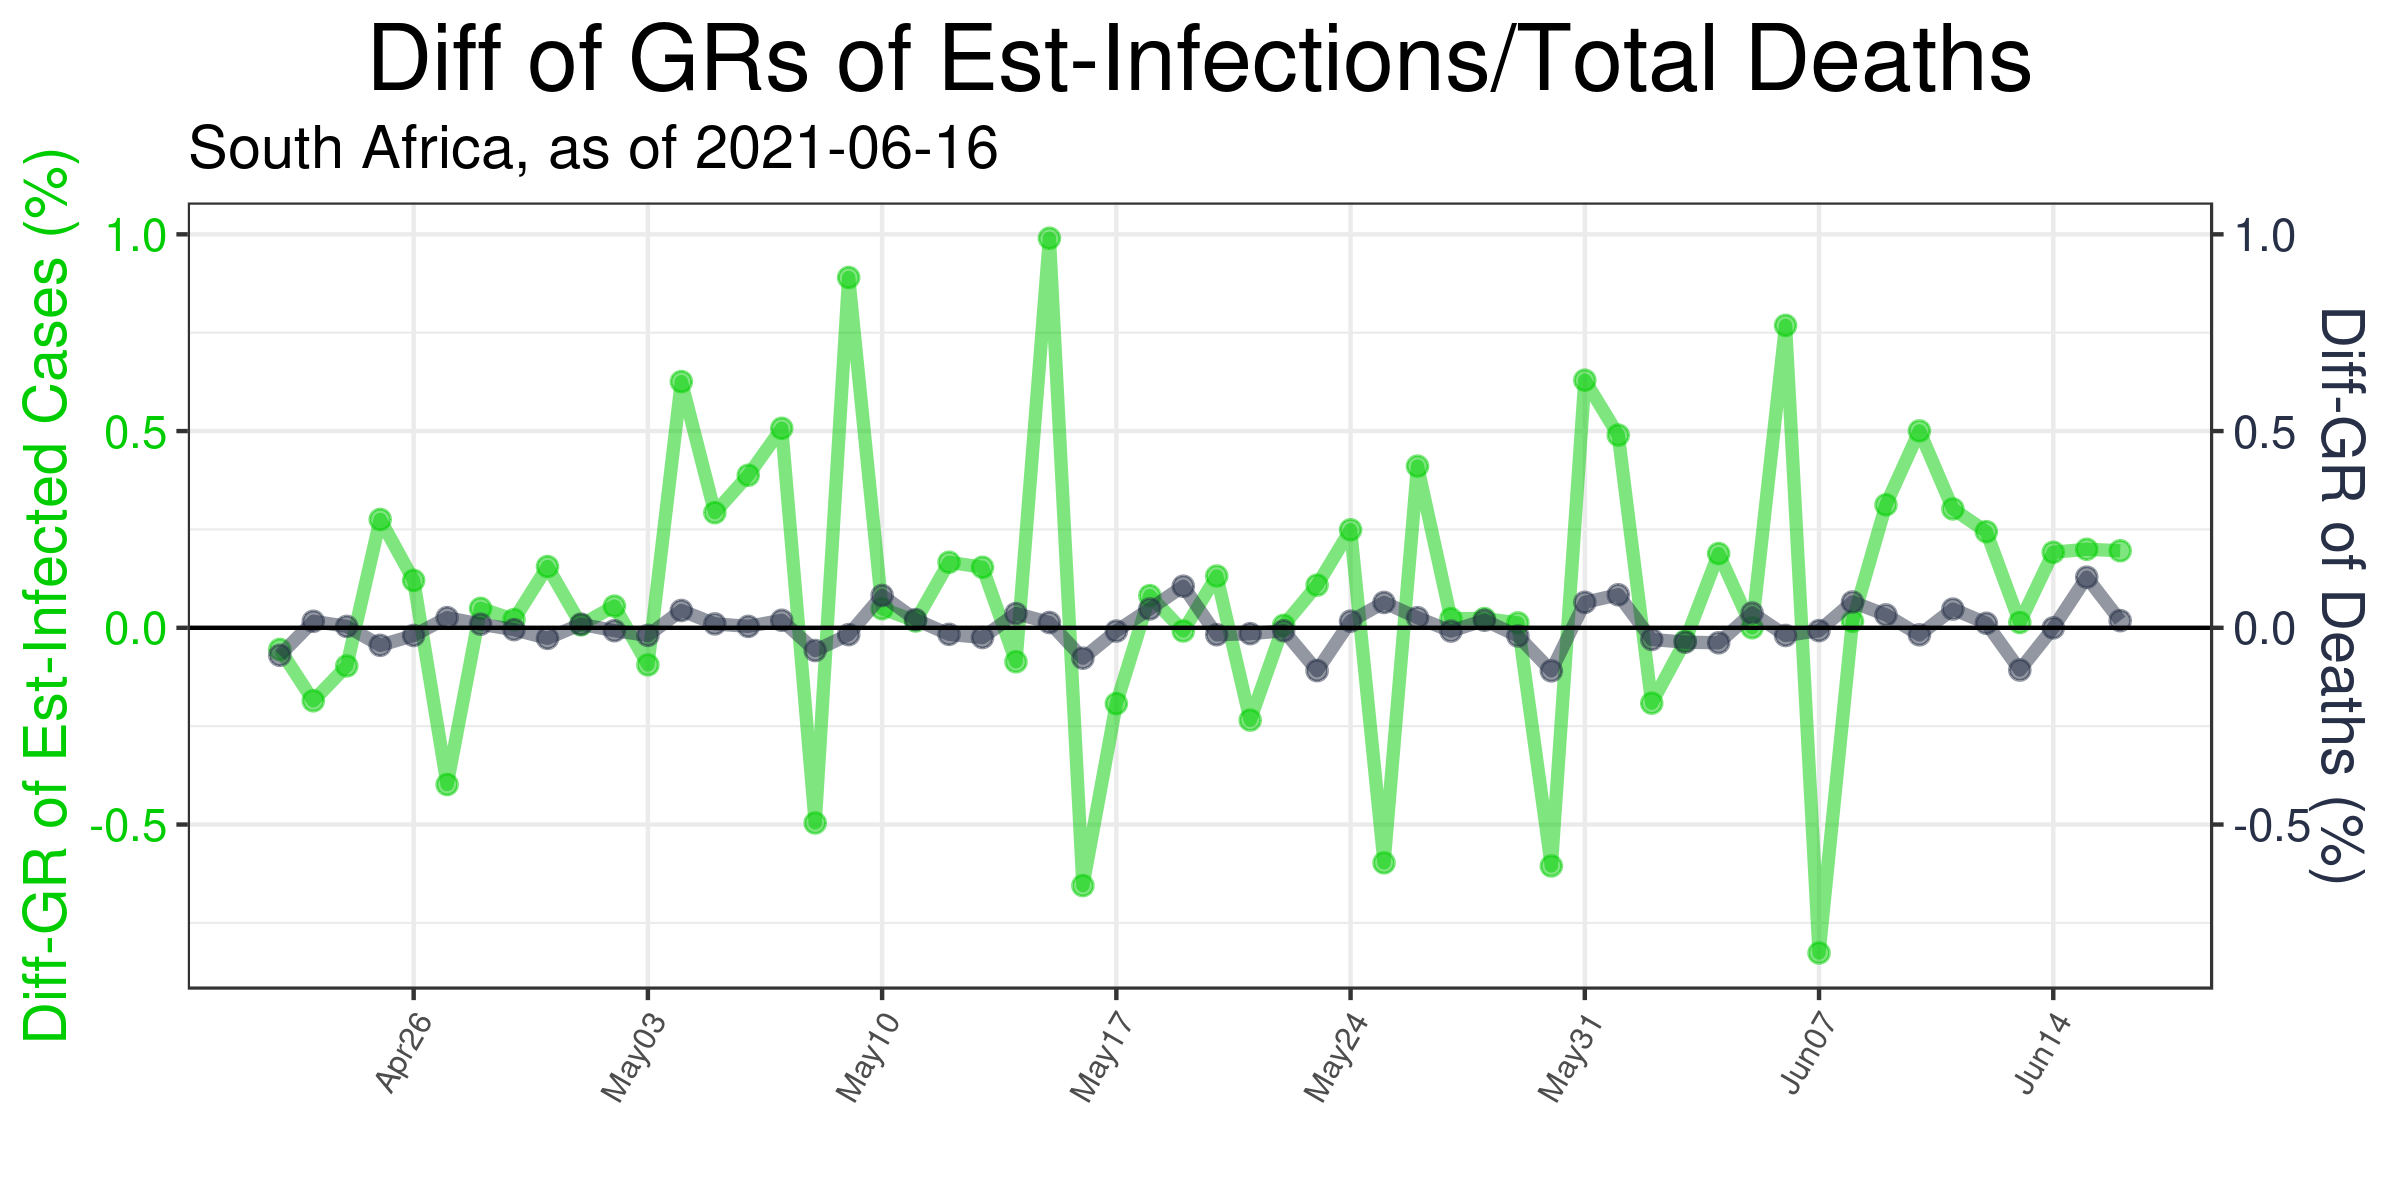 Diff of GRs of Est-Infections/Total Deaths
South Africa, as of 2021-06-16
Diff-GR of Est-Infected Cases (%)
1.0
0.5
0.0
-0.5
1.0
0.5
0.0
-0.5
Diff-GR of Deaths (%)
Apr26
May03
May10
May17
May24
May31
Jun07
Jun14